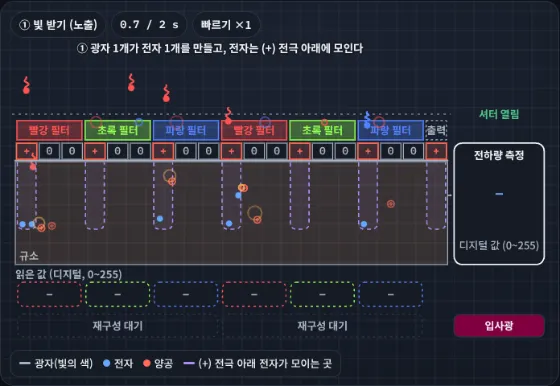 ① 빛 받기 (노출)
0.7 / 2 s
빠르기 ×1
① 광자 1개가 전자 1개를 만들고, 전자는 (+) 전극 아래에 모인다
셔터 열림
빨강 필터 초록 필터 파랑 필터 빨강 필터 초록 필터 파랑 필터 출력
+ 0 0 + 0 0 + 0 0 + 0 0 + 0 0 + 0 0 +
전하량 측정
–
디지털 값 (0~255)
규소
읽은 값 (디지털, 0~255)
– – – – – –
재구성 대기 재구성 대기
입사광
광자(빛의 색) 전자 양공 (+) 전극 아래 전자가 모이는 곳